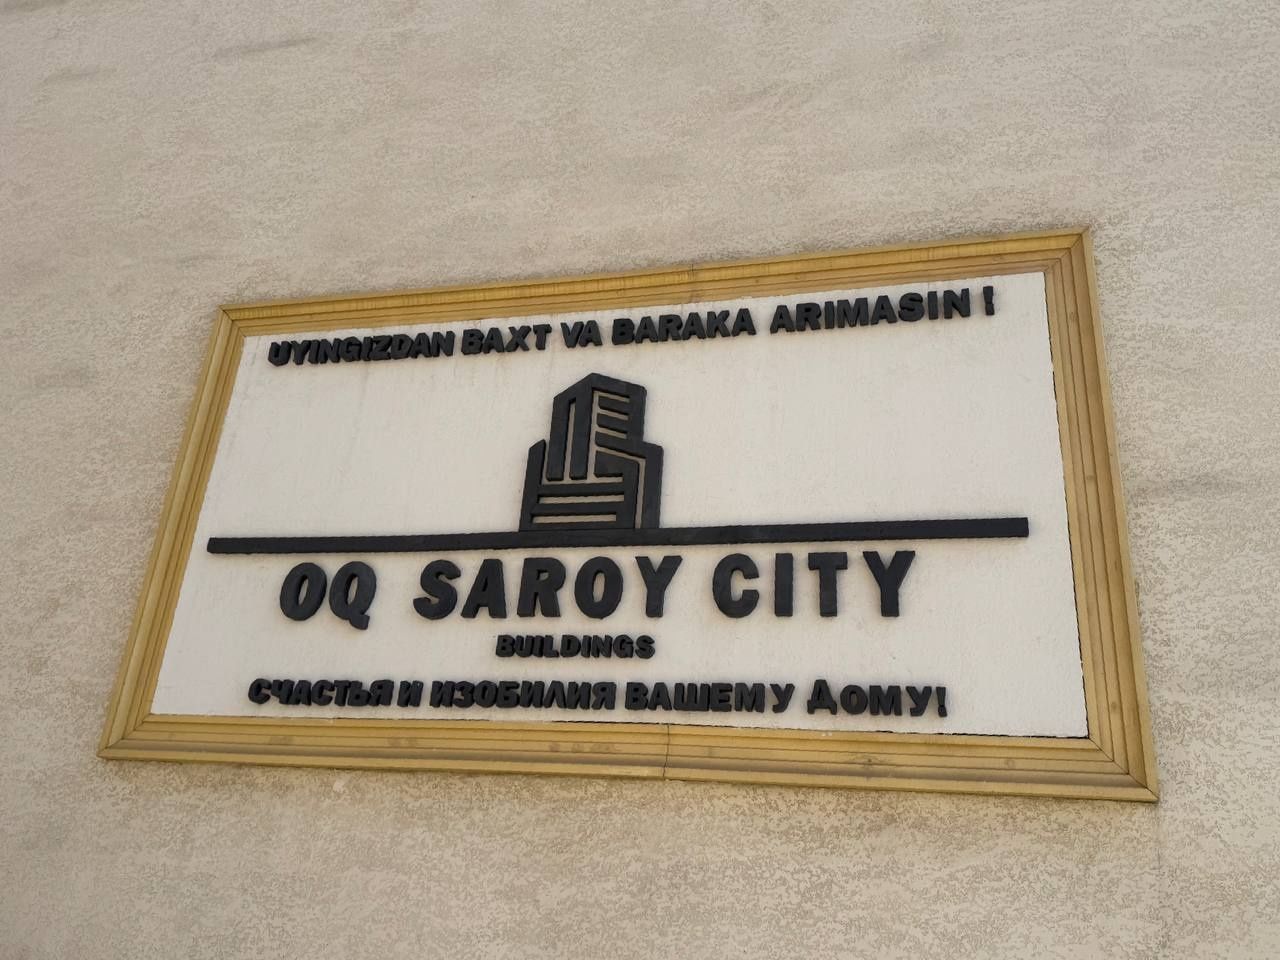 UYINGIZDAN BAXT VA BARAKA ARIMASIN !
OQ SAROY CITY
BUILDINGS
СЧАСТЬЯ И ИЗОБИЛИЯ ВАШЕМУ ДОМУ!